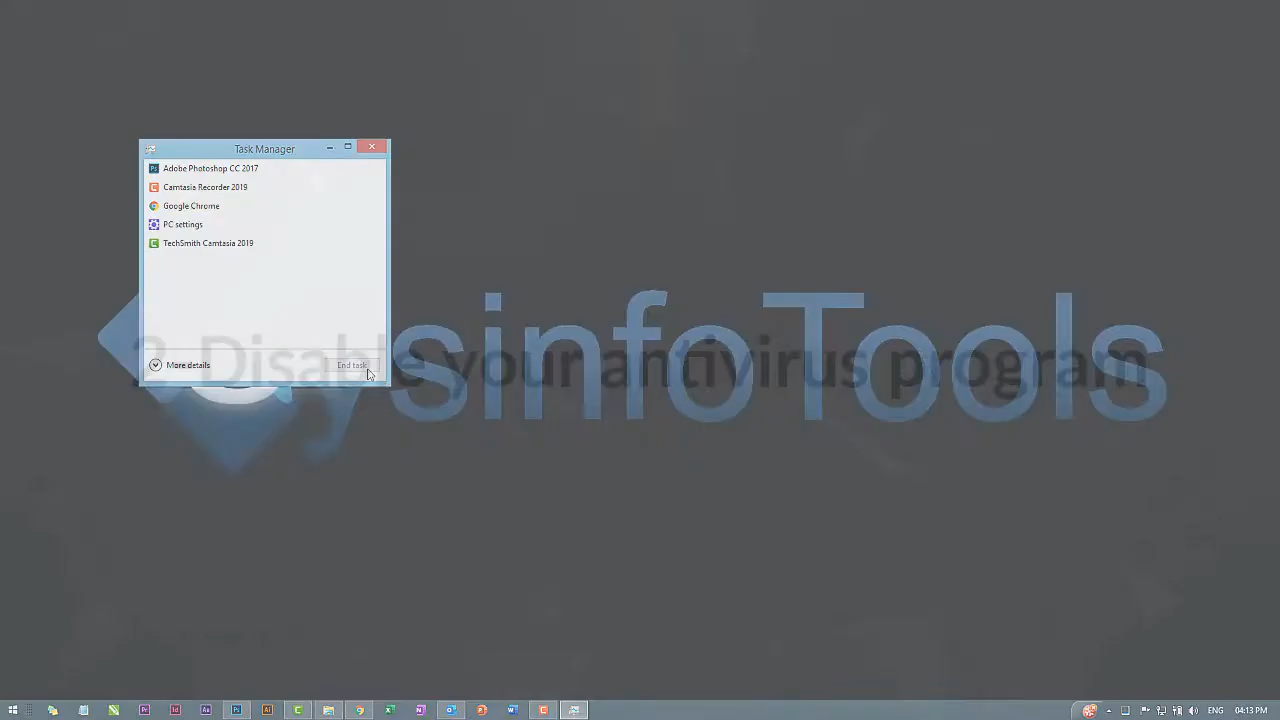 Task Manager
Adobe Photoshop CC 2017
Camtasia Recorder 2019
Google Chrome
PC settings
TechSmith Camtasia 2019
sinfoTools
2. Disable your antivirus program
More details
End task
ENG
04:13 PM